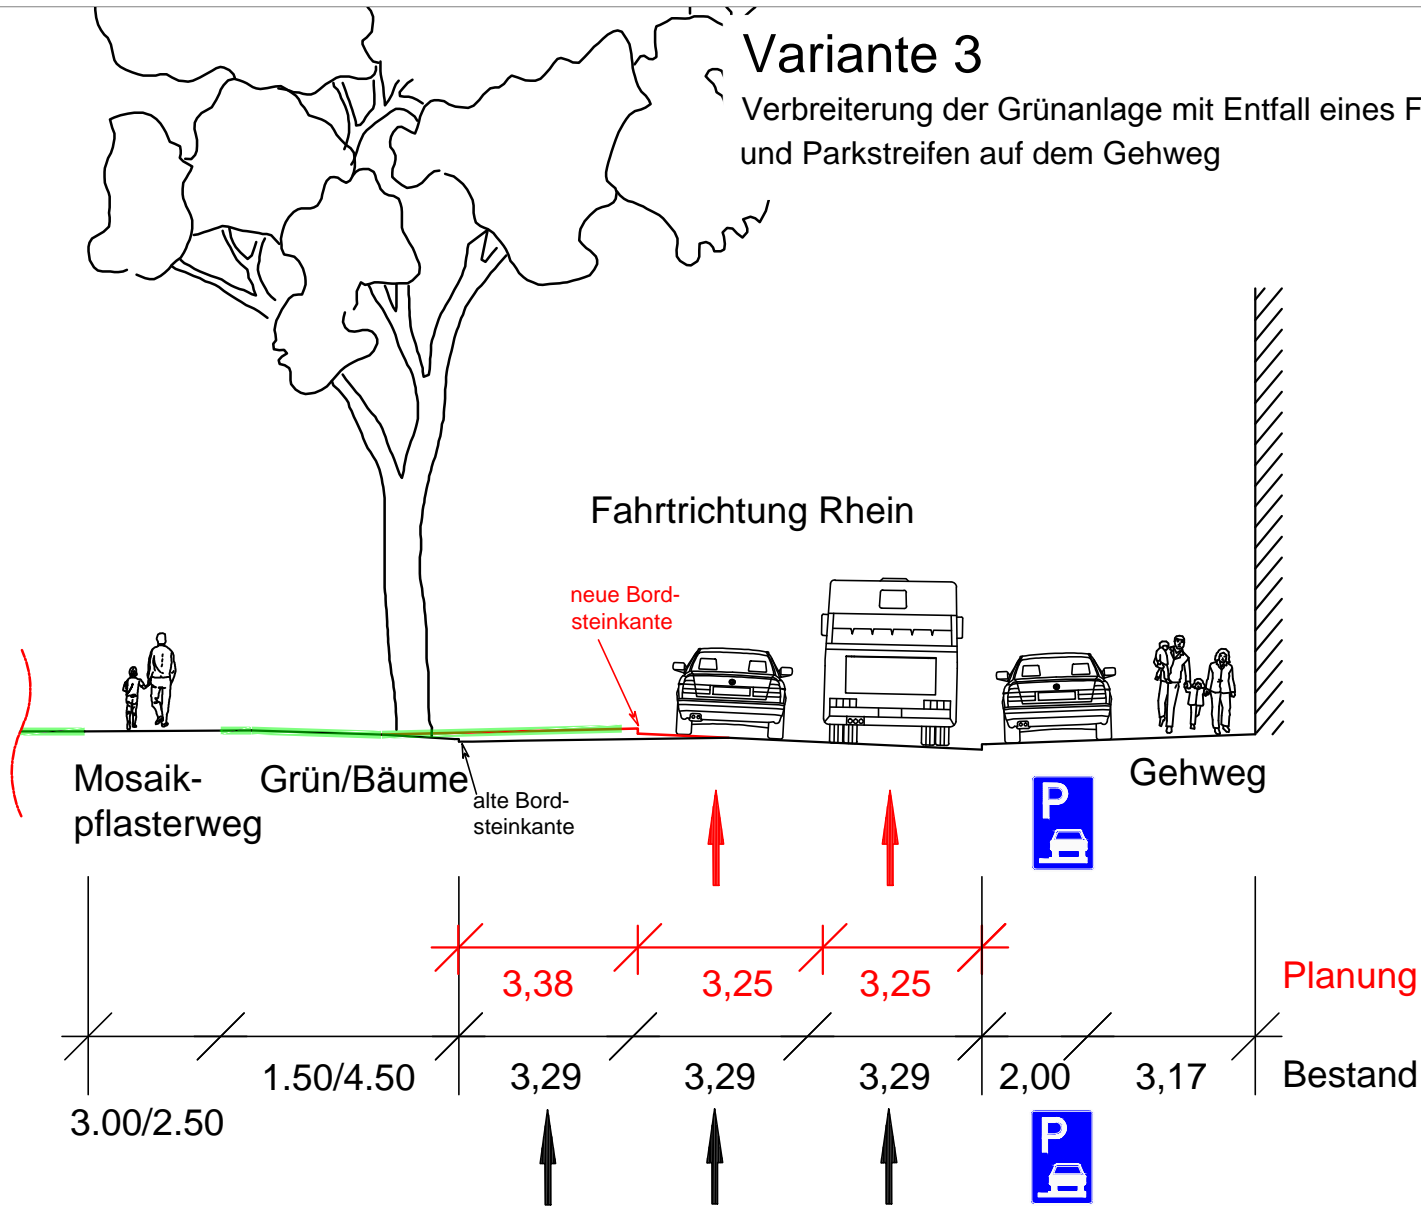 Variante 3
Verbreiterung der Grünanlage mit Entfall eines F
und Parkstreifen auf dem Gehweg
Fahrtrichtung Rhein
neue Bord-
steinkante
Mosaik-
pflasterweg
Grün/Bäume
alte Bord-
steinkante
Gehweg
P
3,38 3,25 3,25 Planung
1.50/4.50 3,29 3,29 3,29 2,00 3,17 Bestand
3.00/2.50
P